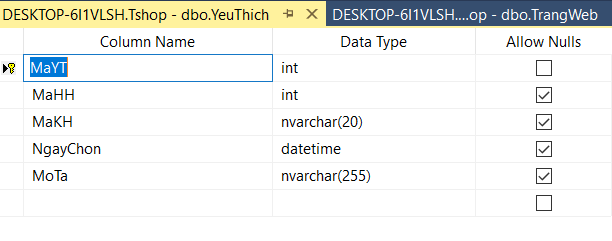 DESKTOP-6I1VLSH.Tshop - dbo.YeuThich DESKTOP-6I1VLSH....op - dbo.TrangWeb
Column Name Data Type Allow Nulls
MaYT int
MaHH int
MaKH nvarchar(20)
NgayChon datetime
MoTa nvarchar(255)